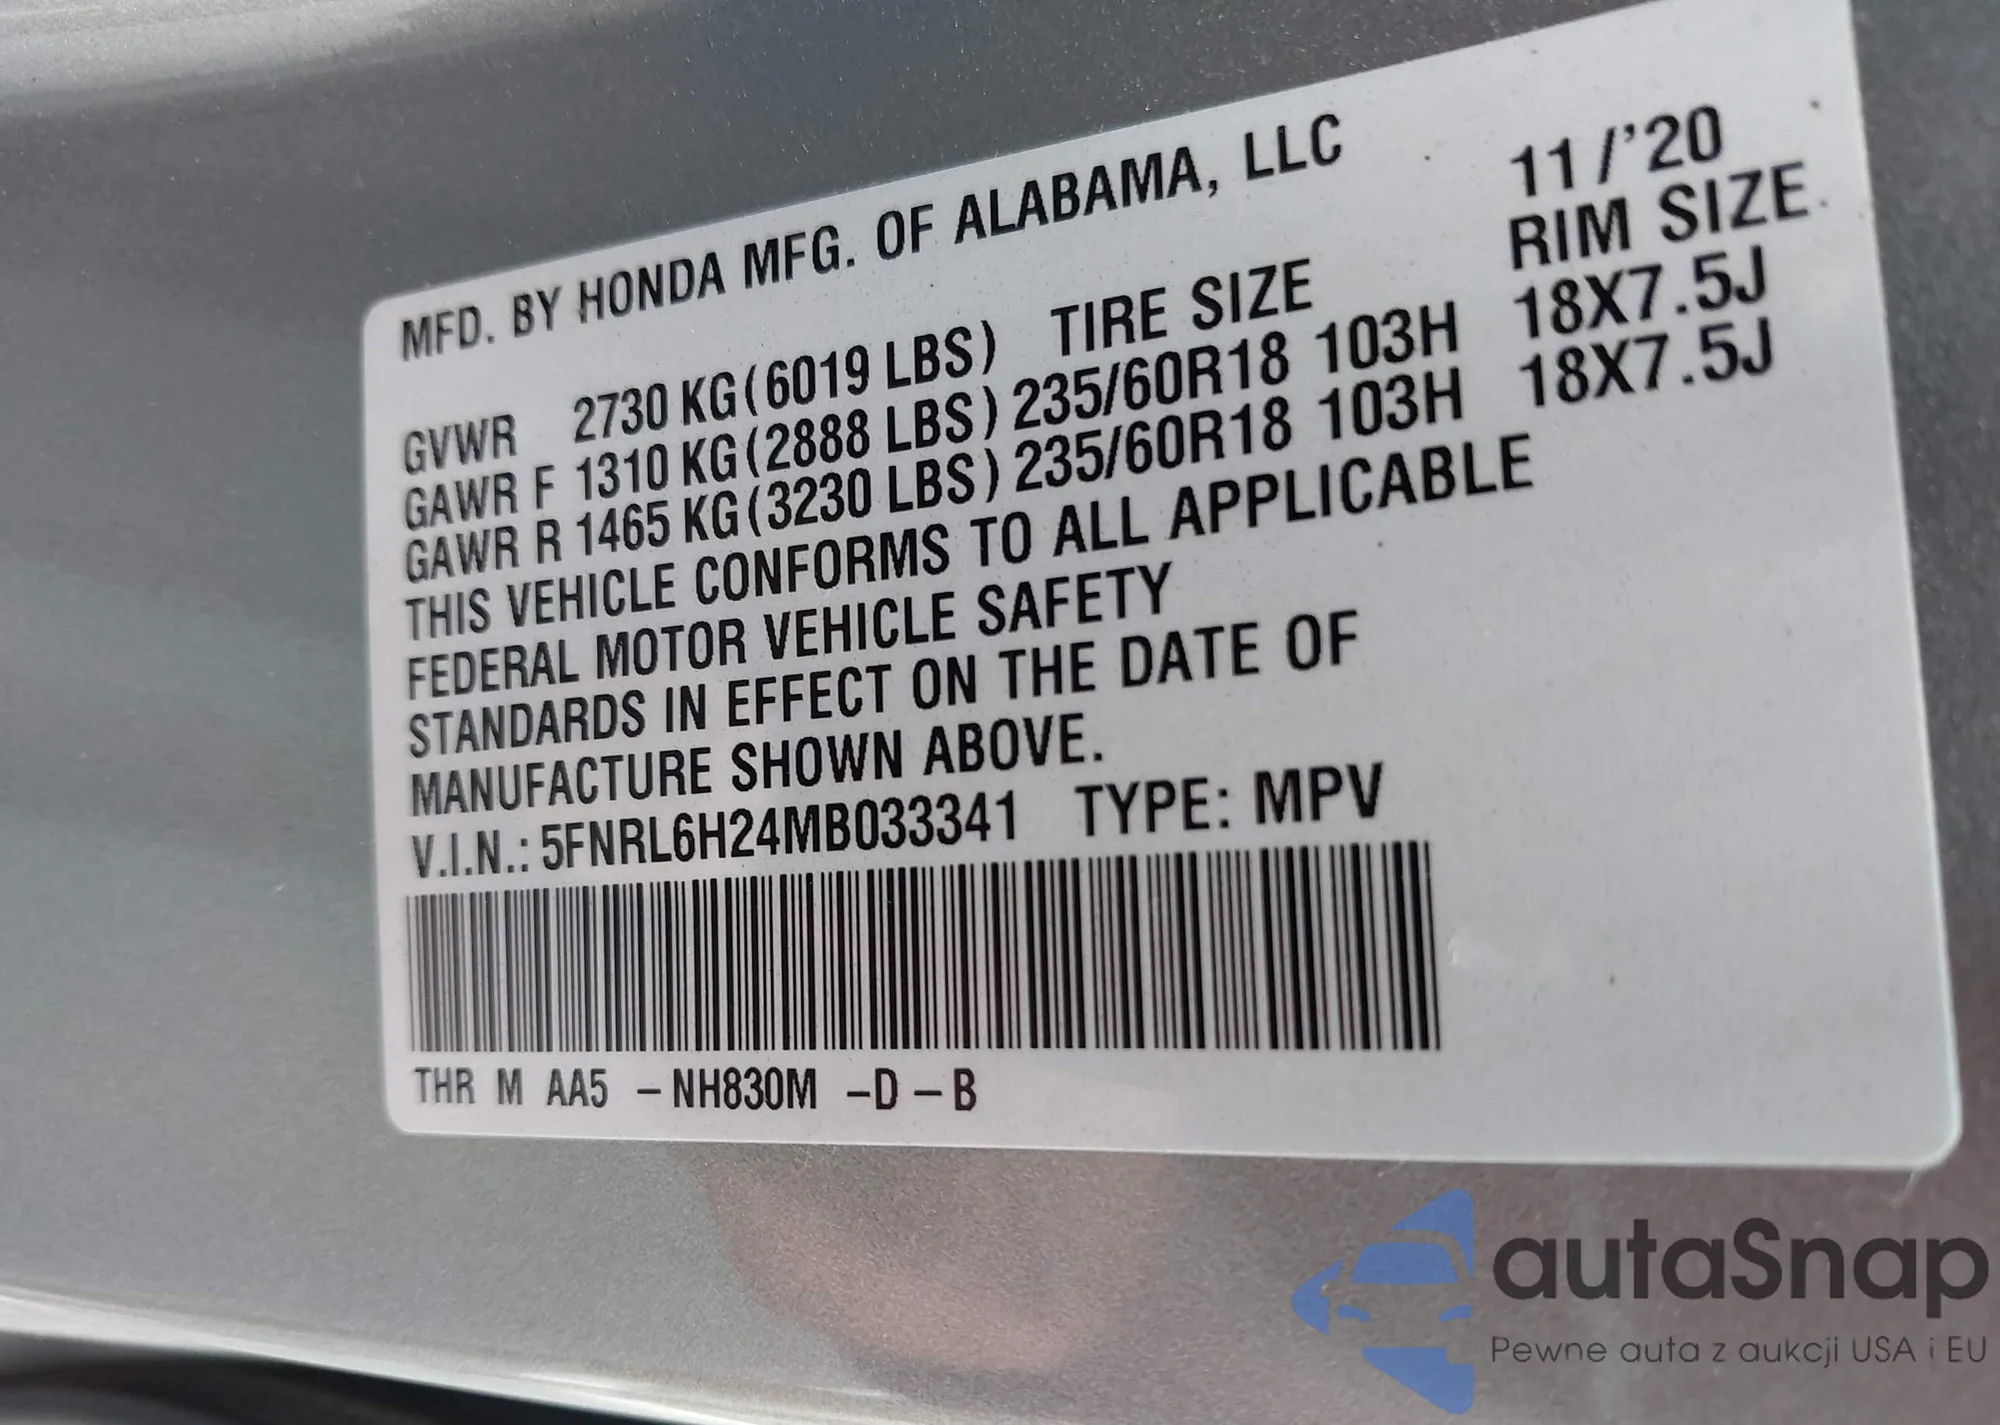 MFD. BY HONDA MFG. OF ALABAMA, LLC 11/'20
GVWR 2730 KG(6019 LBS) TIRE SIZE RIM SIZE
GAWR F 1310 KG(2888 LBS) 235/60R18 103H 18X7.5J
GAWR R 1465 KG(3230 LBS) 235/60R18 103H 18X7.5J
THIS VEHICLE CONFORMS TO ALL APPLICABLE
FEDERAL MOTOR VEHICLE SAFETY
STANDARDS IN EFFECT ON THE DATE OF
MANUFACTURE SHOWN ABOVE.
V.I.N.: 5FNRL6H24MB033341 TYPE: MPV
THR M AA5 -NH830M -D-B
autaSnap
Pewne auta z aukcji USA i EU